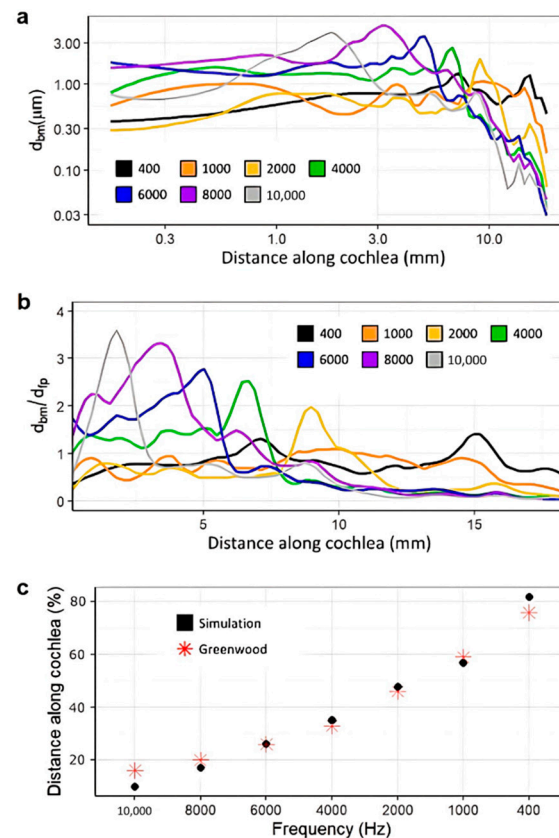 a
d_bm(μm)
3.00
1.00
0.30
0.10
0.03
400 1000 2000 4000
6000 8000 10,000
0.3 1.0 3.0 10.0
Distance along cochlea (mm)
b
d_bm/ d_fp
4
3
2
1
0
400 1000 2000 4000
6000 8000 10,000
5 10 15
Distance along cochlea (mm)
c
Distance along cochlea (%)
80
60
40
20
Simulation
Greenwood
10,000 8000 6000 4000 2000 1000 400
Frequency (Hz)